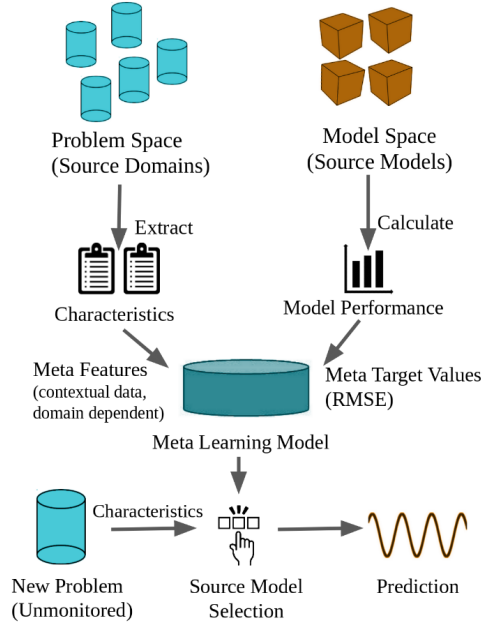 Problem Space
(Source Domains)
Model Space
(Source Models)
Extract
Calculate
Characteristics
Model Performance
Meta Features
(contextual data,
domain dependent)
Meta Target Values
(RMSE)
Meta Learning Model
Characteristics
New Problem
(Unmonitored)
Source Model
Selection
Prediction